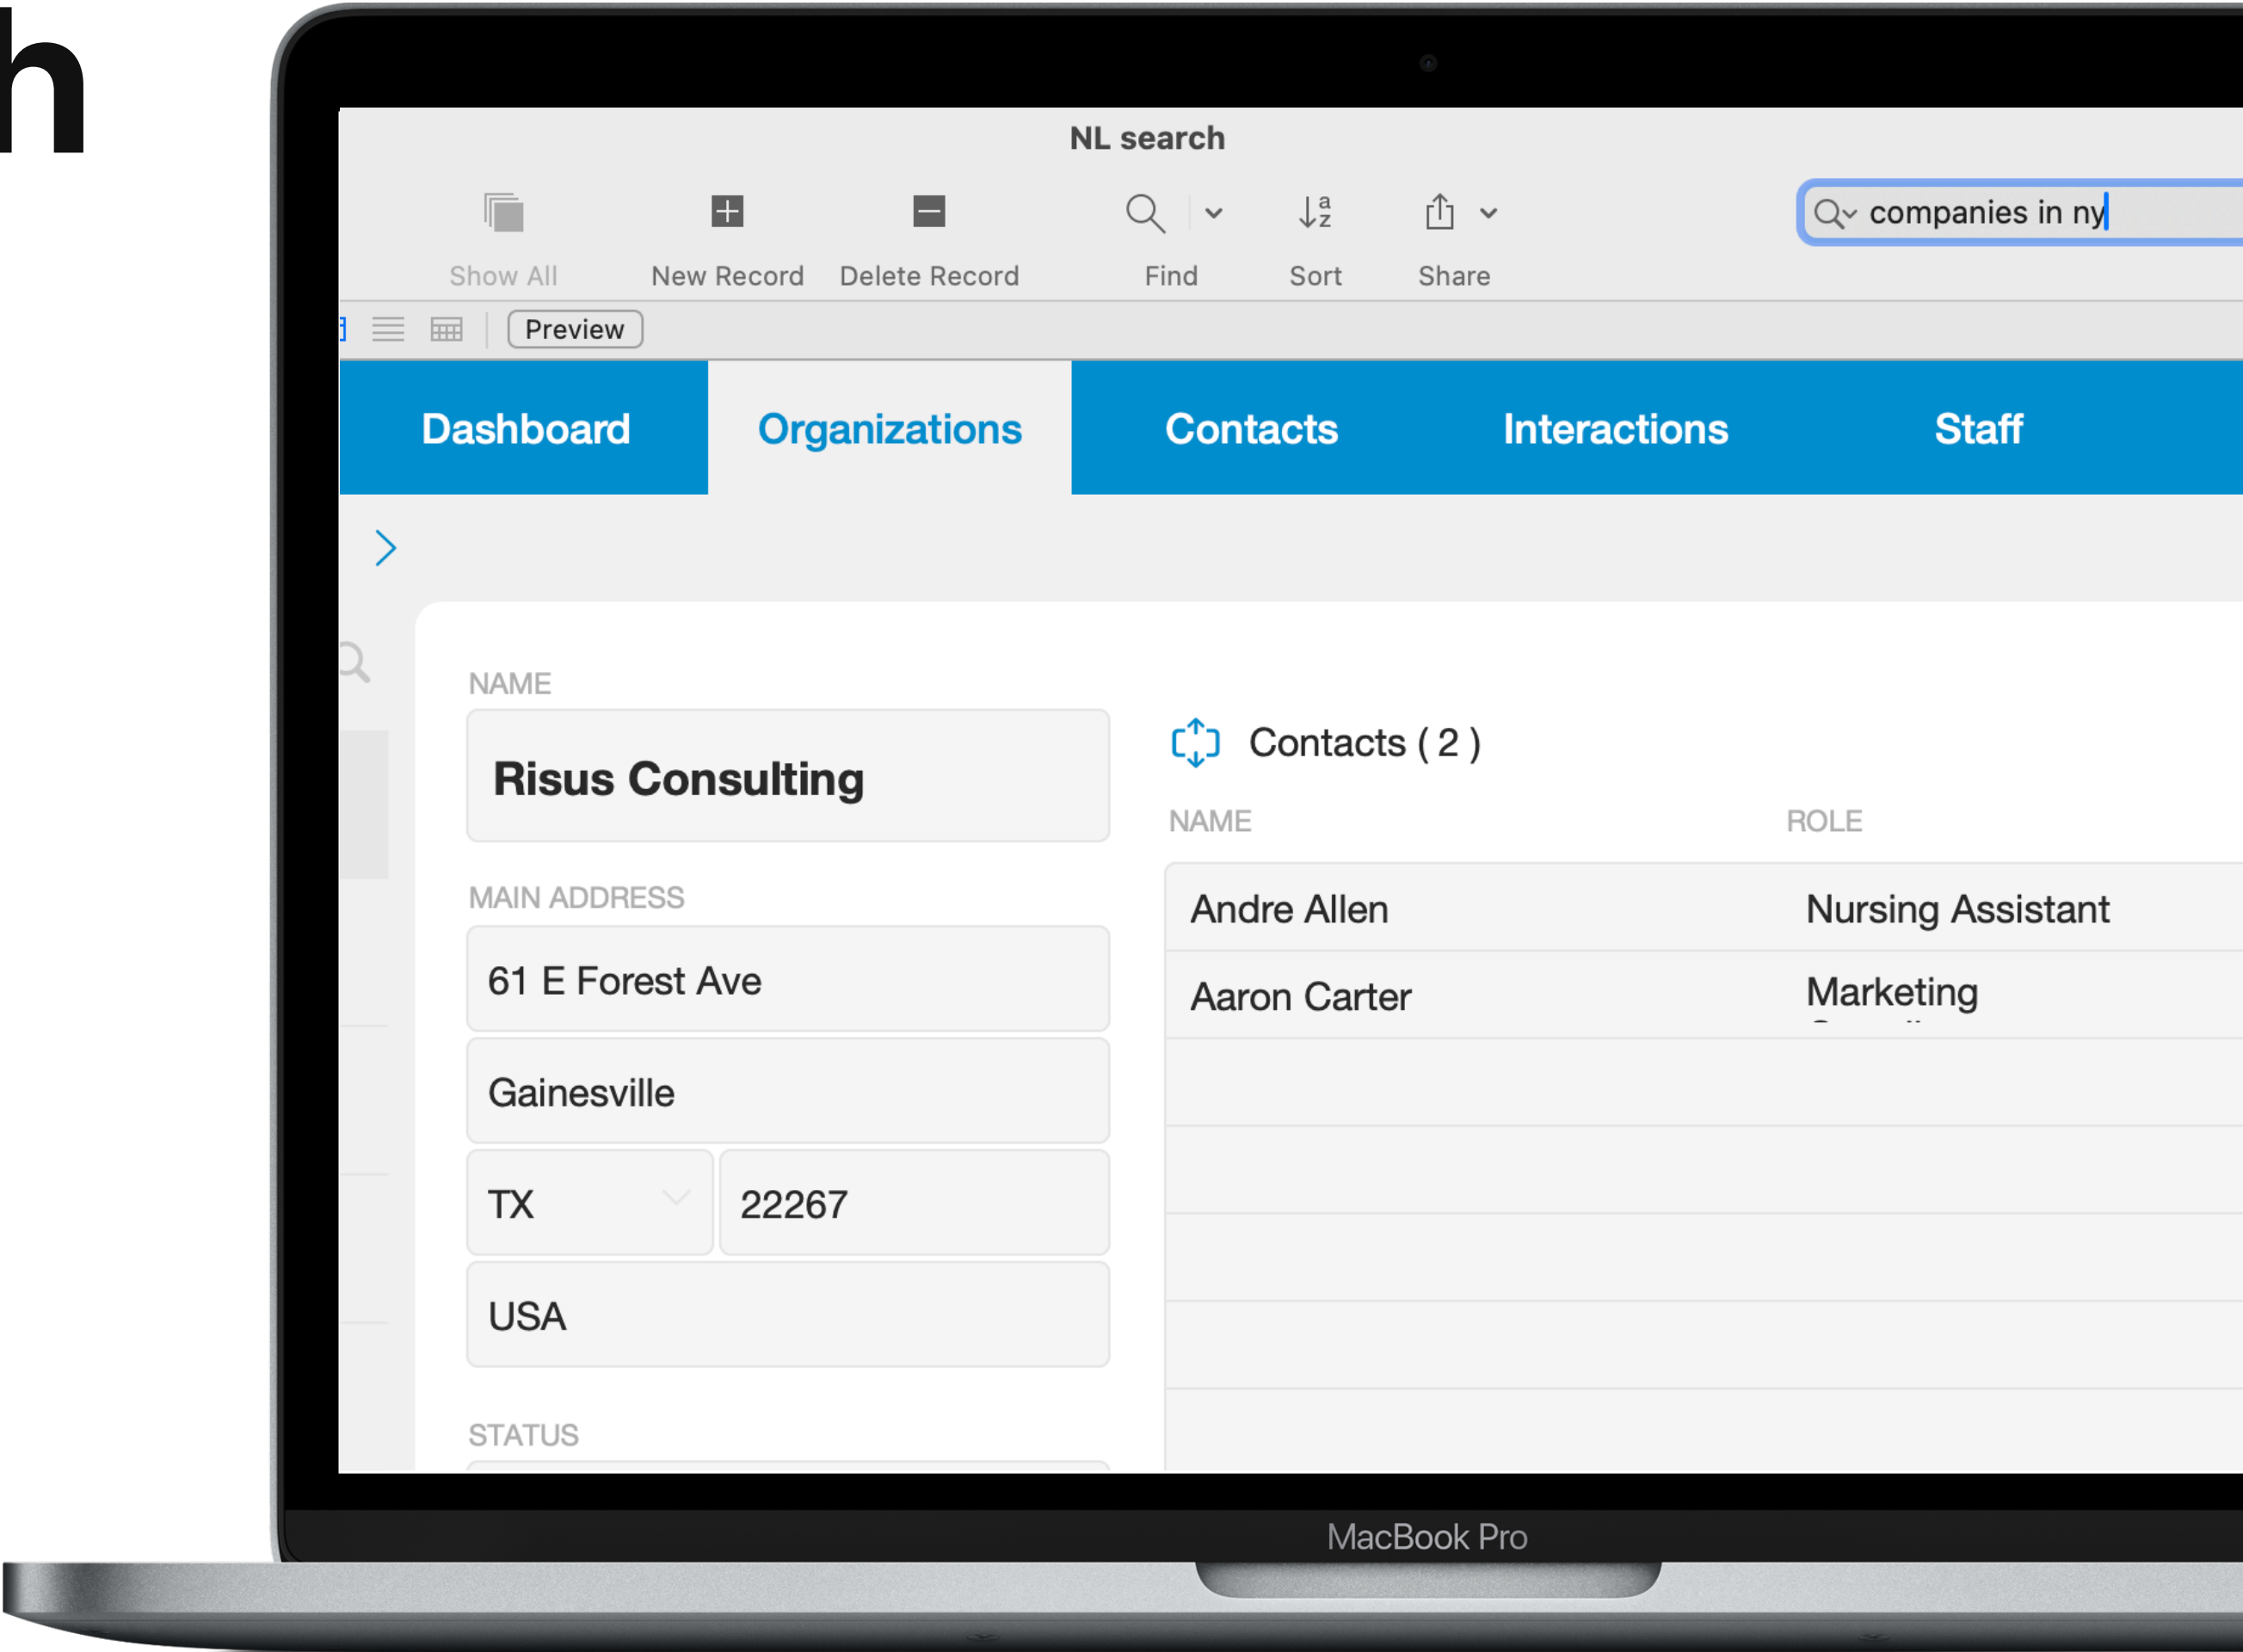 h
NL search
companies in ny
Show All New Record Delete Record Find Sort Share
Preview
Dashboard Organizations Contacts Interactions Staff
NAME
Risus Consulting
MAIN ADDRESS
61 E Forest Ave
Gainesville
TX 22267
USA
STATUS
Contacts ( 2 )
NAME ROLE
Andre Allen Nursing Assistant
Aaron Carter Marketing
MacBook Pro